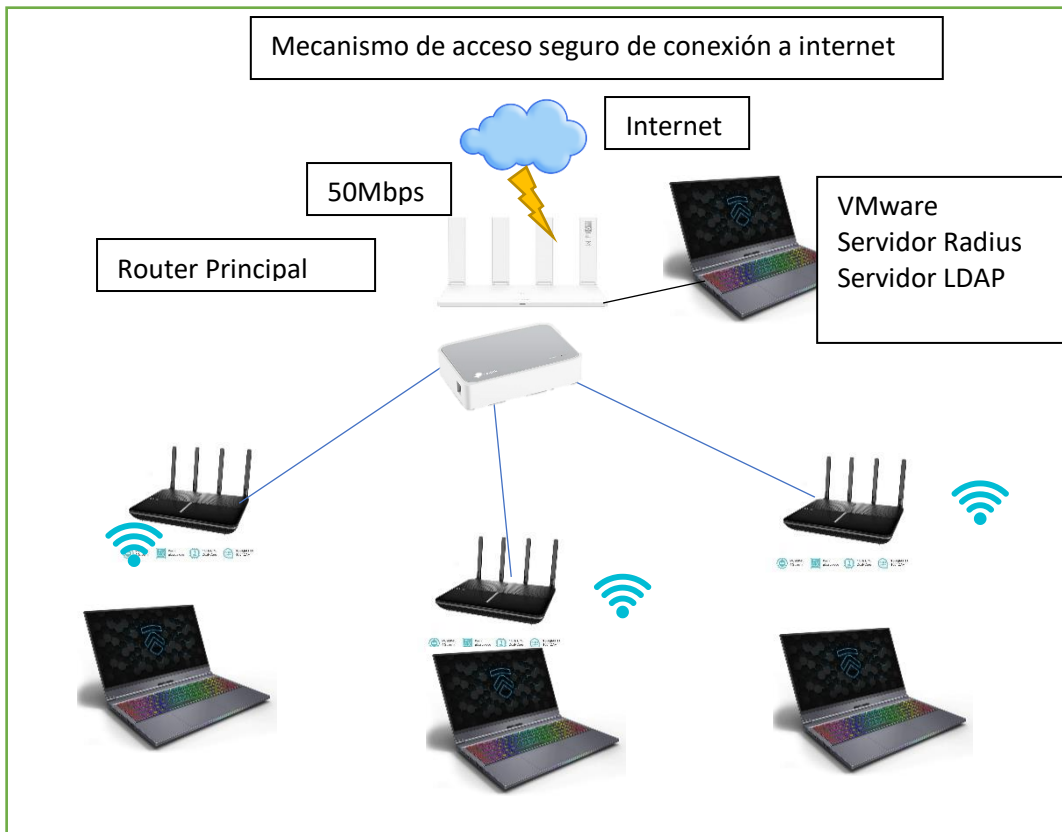 Mecanismo de acceso seguro de conexión a internet
Internet
50Mbps
Router Principal
VMware
Servidor Radius
Servidor LDAP